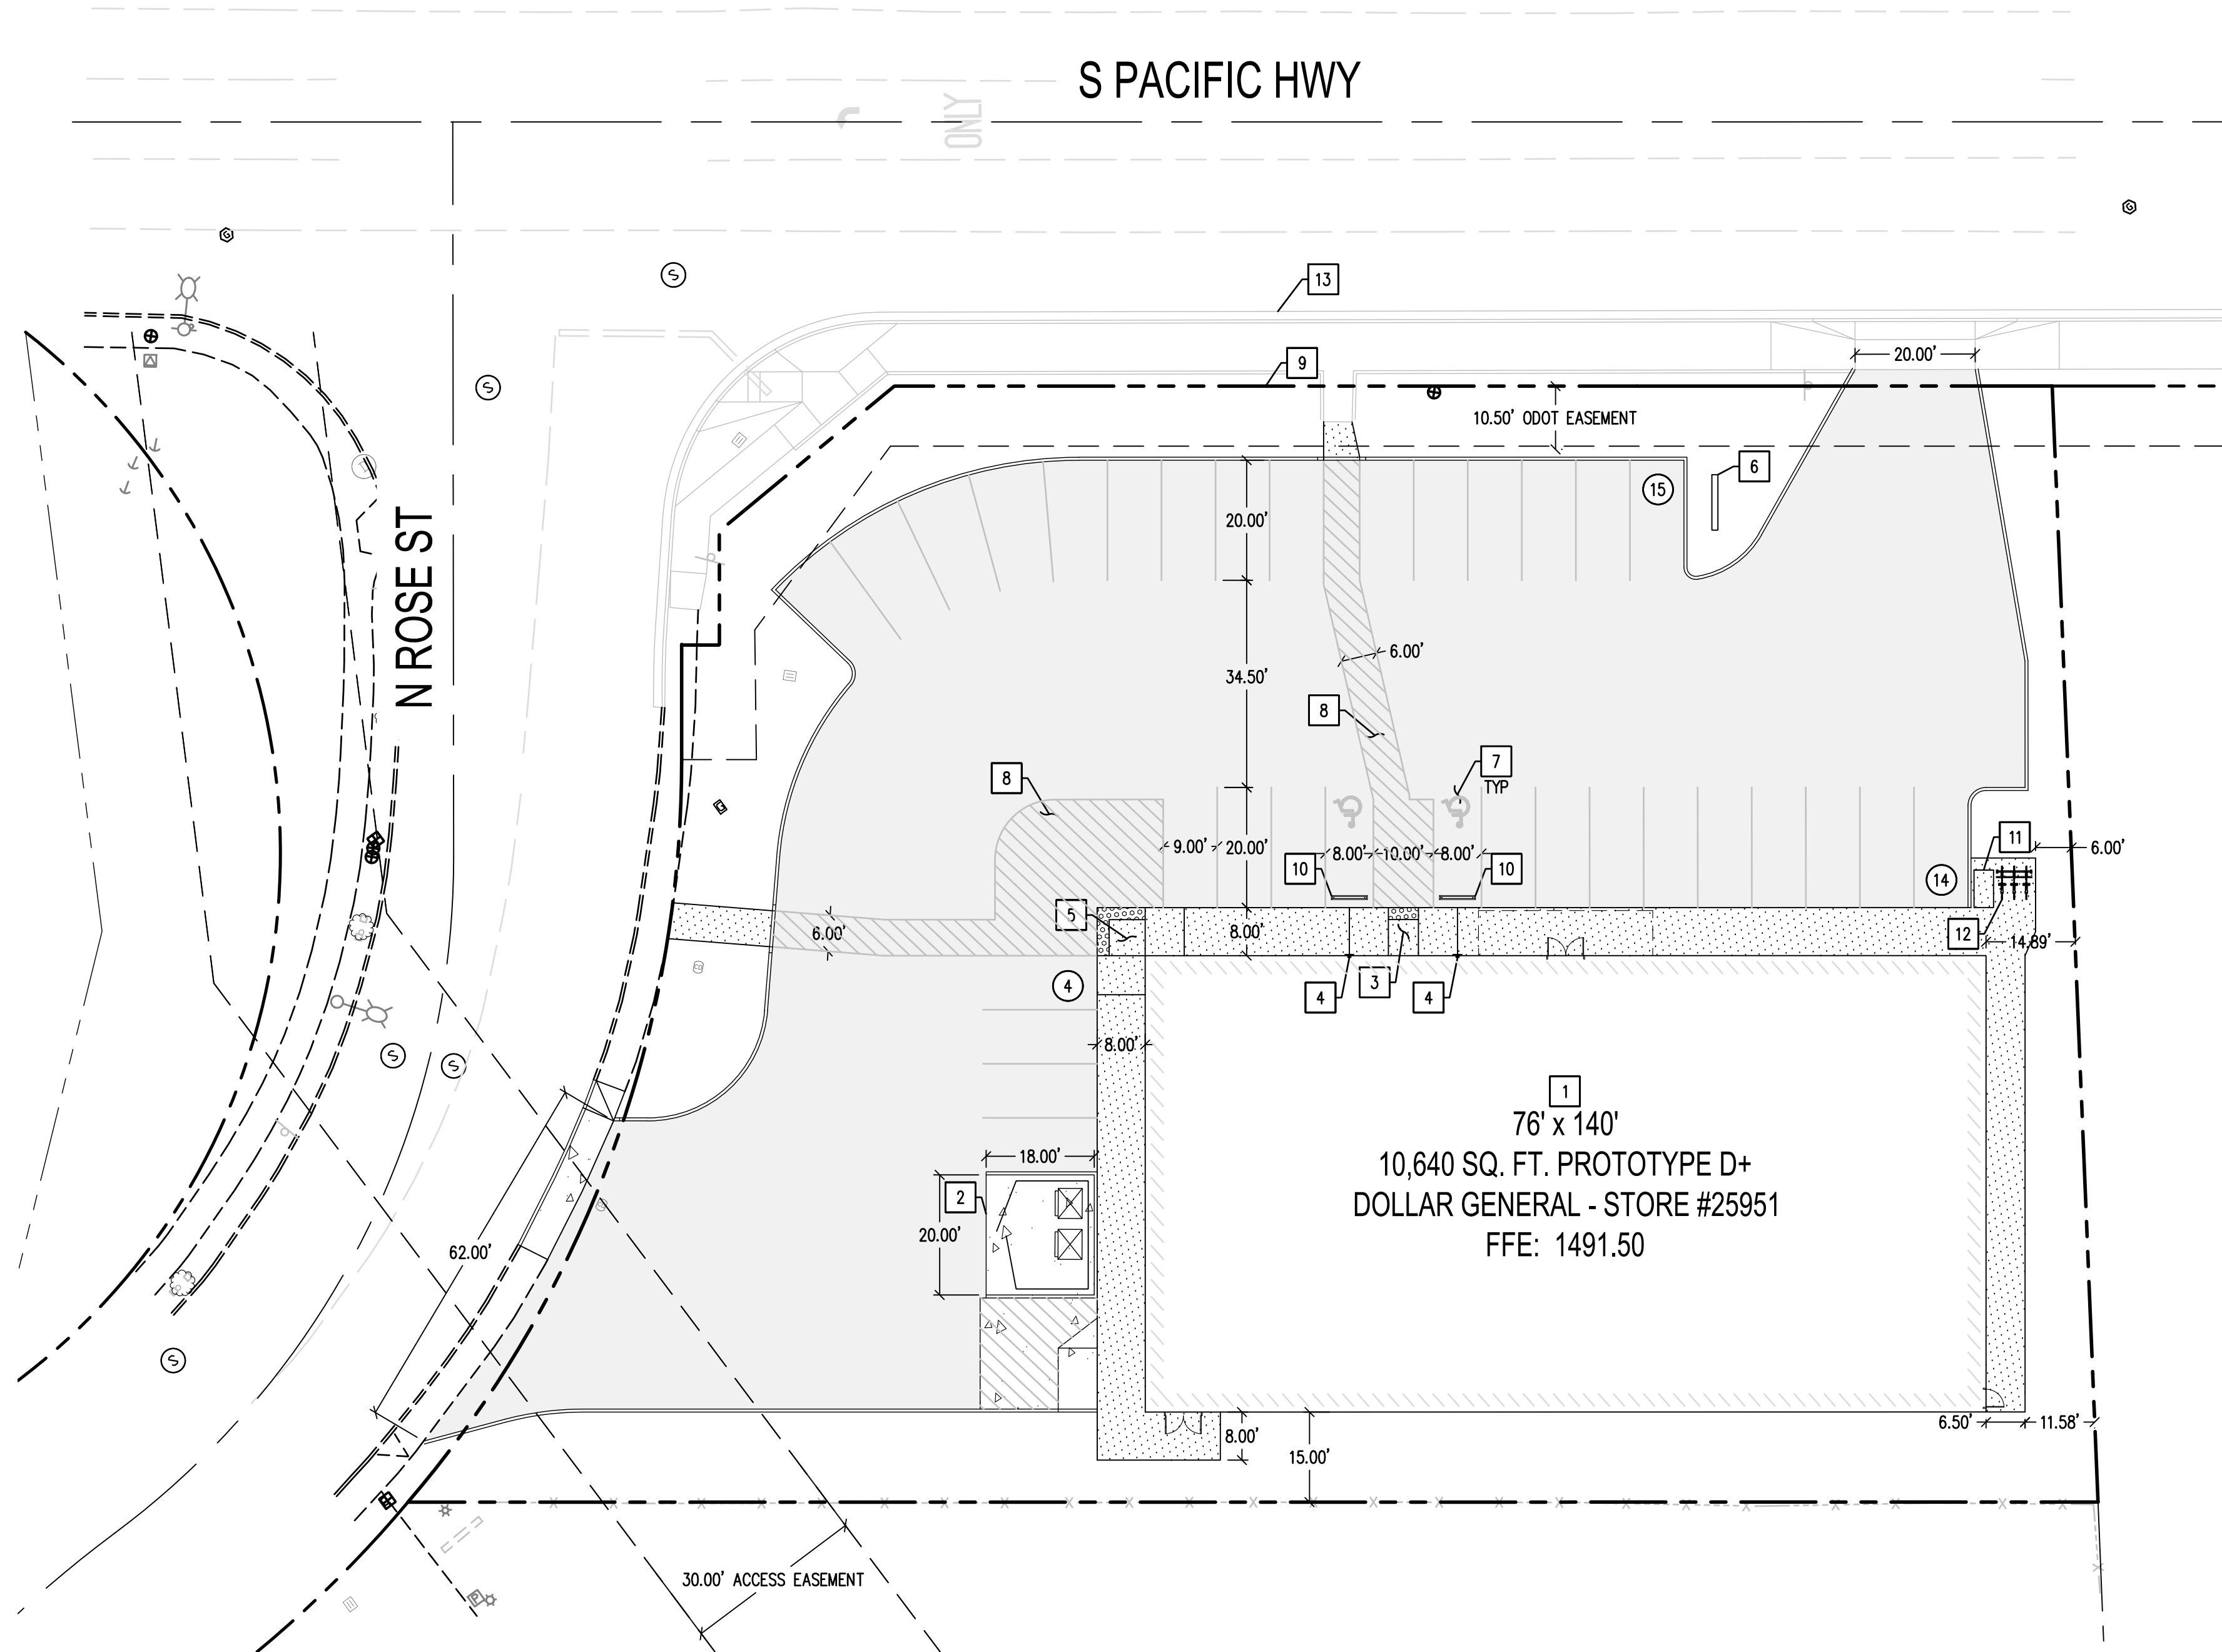 S PACIFIC HWY
ONLY
G
G
S
13
S
9
20.00'
10.50' ODOT EASEMENT
6
15
20.00'
N ROSE ST
6.00'
34.50'
8
7
TYP
8
11
9.00'
20.00'
8.00'
10.00'
8.00'
6.00'
10
10
14
5
6.00'
8.00'
12
14.89'
4
3
4
4
8.00'
S
S
1
76' x 140'
10,640 SQ. FT. PROTOTYPE D+
DOLLAR GENERAL - STORE #25951
FFE: 1491.50
18.00'
2
20.00'
62.00'
S
6.50'
11.58'
8.00'
15.00'
30.00' ACCESS EASEMENT
P